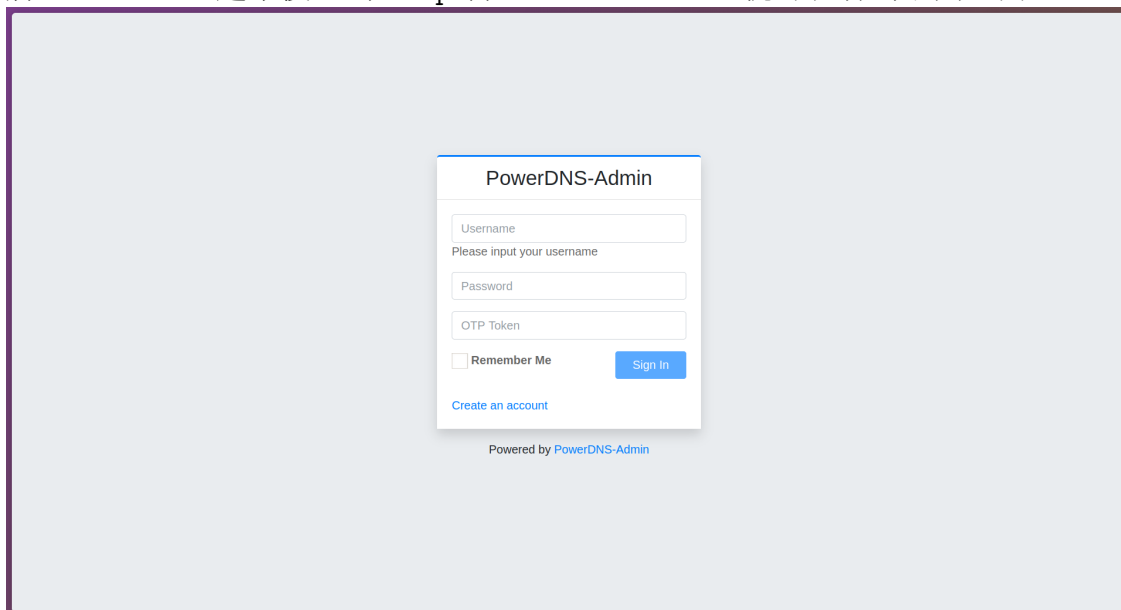 PowerDNS-Admin
Username
Please input your username
Password
OTP Token
Remember Me
Sign In
Create an account
Powered by PowerDNS-Admin